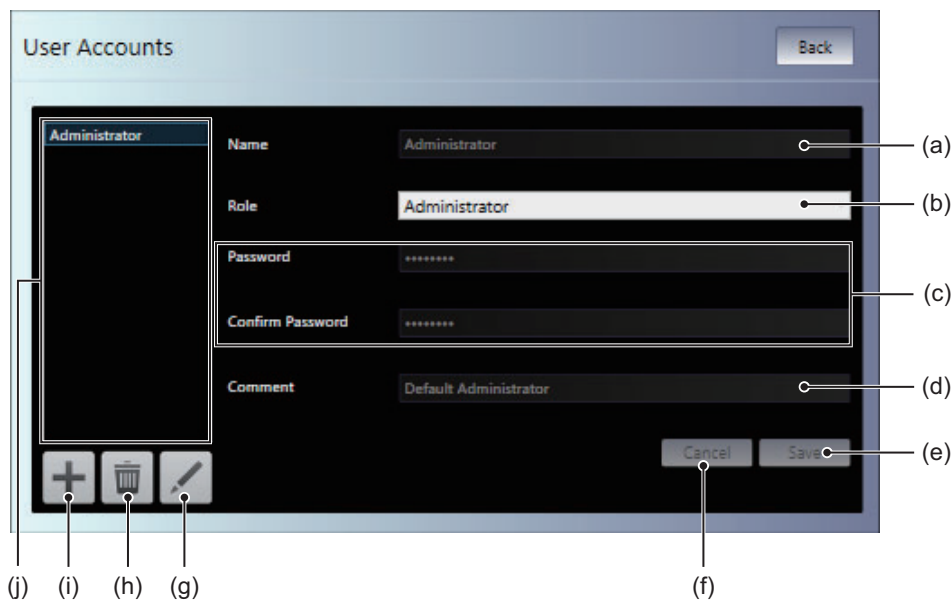 User Accounts
Back
Administrator
Name
Administrator
(a)
Role
Administrator
(b)
Password
••••••••
(c)
Confirm Password
••••••••
Comment
Default Administrator
(d)
Cancel
Save
(e)
(j)
(i)
(h)
(g)
(f)